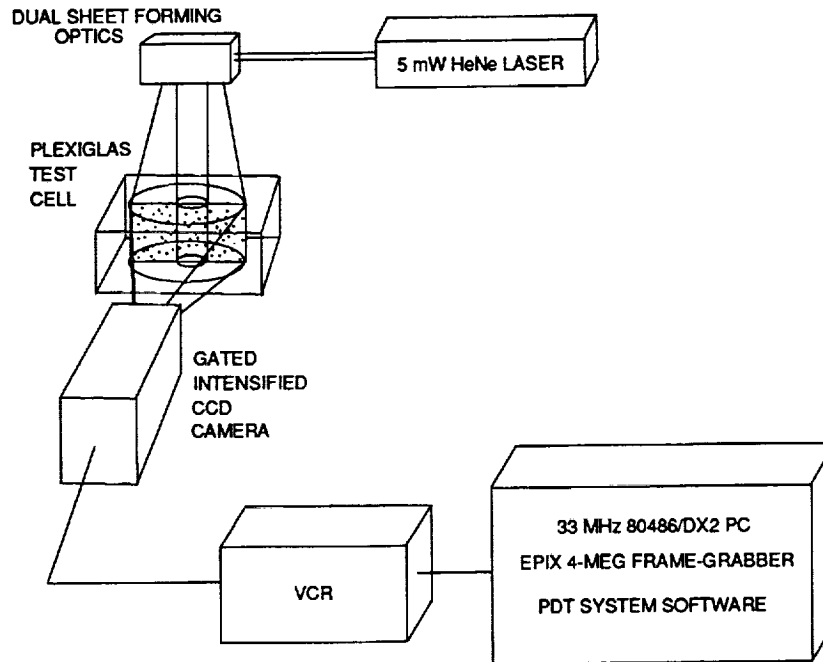 DUAL SHEET FORMING
OPTICS
5 mW HeNe LASER
PLEXIGLAS
TEST
CELL
GATED
INTENSIFIED
CCD
CAMERA
VCR
33 MHz 80486/DX2 PC
EPIX 4-MEG FRAME-GRABBER
PDT SYSTEM SOFTWARE